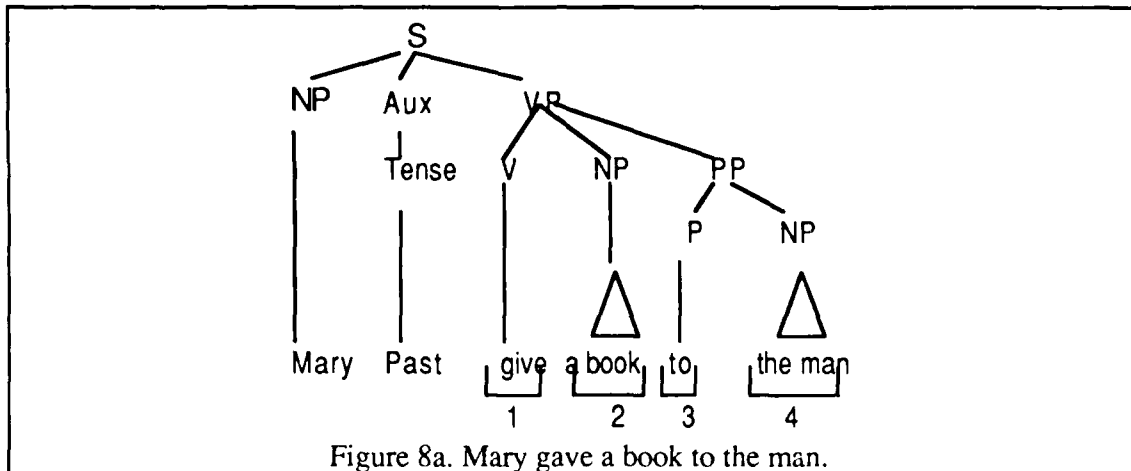 S
NP Aux VP
Tense V NP PP
P NP
Mary Past give a book to the man
1 2 3 4
Figure 8a. Mary gave a book to the man.